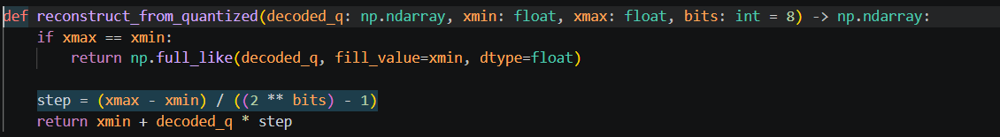 def reconstruct_from_quantized(decoded_q: np.ndarray, xmin: float, xmax: float, bits: int = 8) -> np.ndarray:
    if xmax == xmin:
        return np.full_like(decoded_q, fill_value=xmin, dtype=float)

    step = (xmax - xmin) / ((2 ** bits) - 1)
    return xmin + decoded_q * step